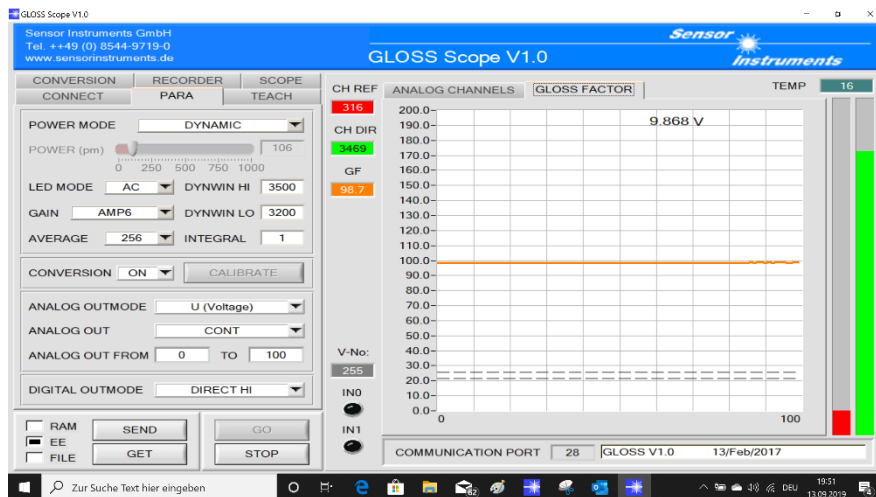 GLOSS Scope V1.0
Sensor Instruments GmbH
Tel. ++49 (0) 8544-9719-0
www.sensorinstruments.de
GLOSS Scope V1.0
Sensor
Instruments
CONVERSION RECORDER SCOPE
CONNECT PARA TEACH
POWER MODE DYNAMIC
POWER (pm) 106
0 250 500 750 1000
LED MODE AC DYNWIN HI 3500
GAIN AMP6 DYNWIN LO 3200
AVERAGE 256 INTEGRAL 1
CONVERSION ON CALIBRATE
ANALOG OUTMODE U (Voltage)
ANALOG OUT CONT
ANALOG OUT FROM 0 TO 100
DIGITAL OUTMODE DIRECT HI
RAM
EE
FILE
SEND GO
GET STOP
CH REF
316
CH DIR
3469
GF
98.7
V-No:
255
IN0
IN1
ANALOG CHANNELS GLOSS FACTOR TEMP 16
9.868 V
200.0
190.0
180.0
170.0
160.0
150.0
140.0
130.0
120.0
110.0
100.0
90.0
80.0
70.0
60.0
50.0
40.0
30.0
20.0
10.0
0.0
0 100
COMMUNICATION PORT 28 GLOSS V1.0 13/Feb/2017
Zur Suche Text hier eingeben
62
DEU
19:51
13.09.2019